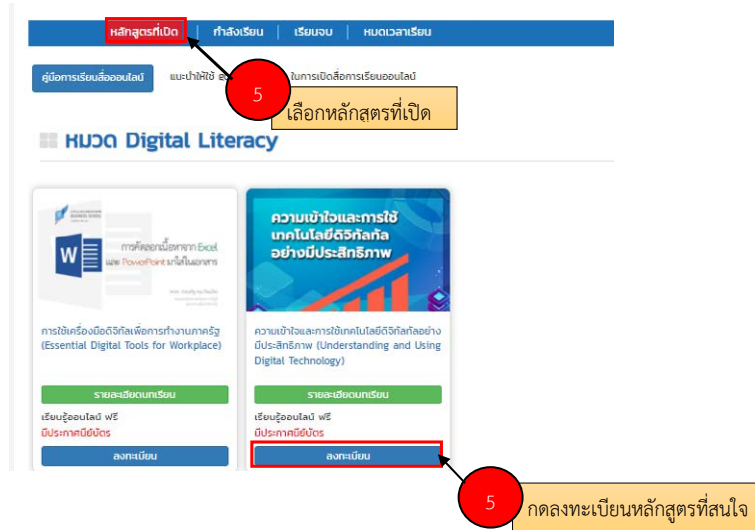 หลักสูตรที่เปิด กำลังเรียน เรียนจบ หมดเวลาเรียน
คู่มือการเรียนสื่อออนไลน์ แนะนำให้ใช้ ในการเปิดสื่อการเรียนออนไลน์
5
เลือกหลักสูตรที่เปิด
หมวด Digital Literacy
W
การคัดลอกเนื้อหาจาก Excel
และ PowerPoint มาใส่ในเอกสาร
ความเข้าใจและการใช้
เทคโนโลยีดิจิทัลทัล
อย่างมีประสิทธิภาพ
การใช้เครื่องมือดิจิทัลเพื่อการทำงานภาครัฐ
(Essential Digital Tools for Workplace)
ความเข้าใจและการใช้เทคโนโลยีดิจิทัลทัลอย่าง
มีประสิทธิภาพ (Understanding and Using
Digital Technology)
รายละเอียดบทเรียน
รายละเอียดบทเรียน
เรียนรู้ออนไลน์ ฟรี
มีประกาศนียบัตร
เรียนรู้ออนไลน์ ฟรี
มีประกาศนียบัตร
ลงทะเบียน
ลงทะเบียน
5
กดลงทะเบียนหลักสูตรที่สนใจ